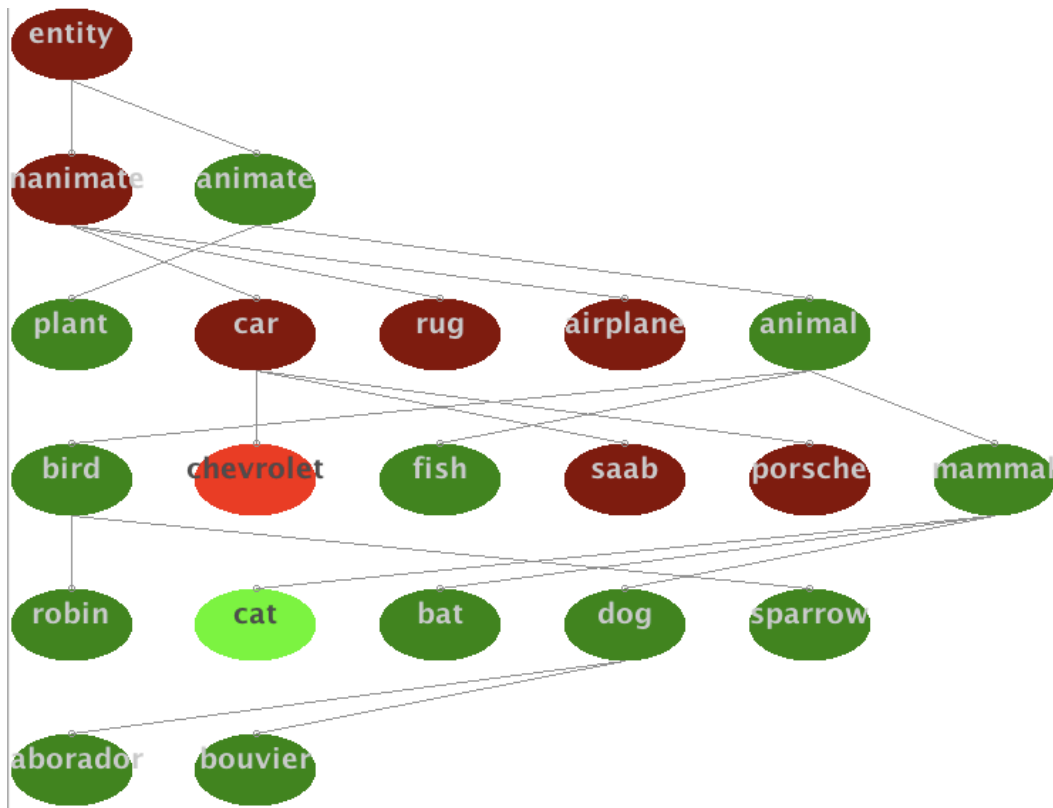 entity
nanimate animate
plant car rug airplane animal
bird chevrolet fish saab porsche mammal
robin cat bat dog sparrow
aborador bouvier